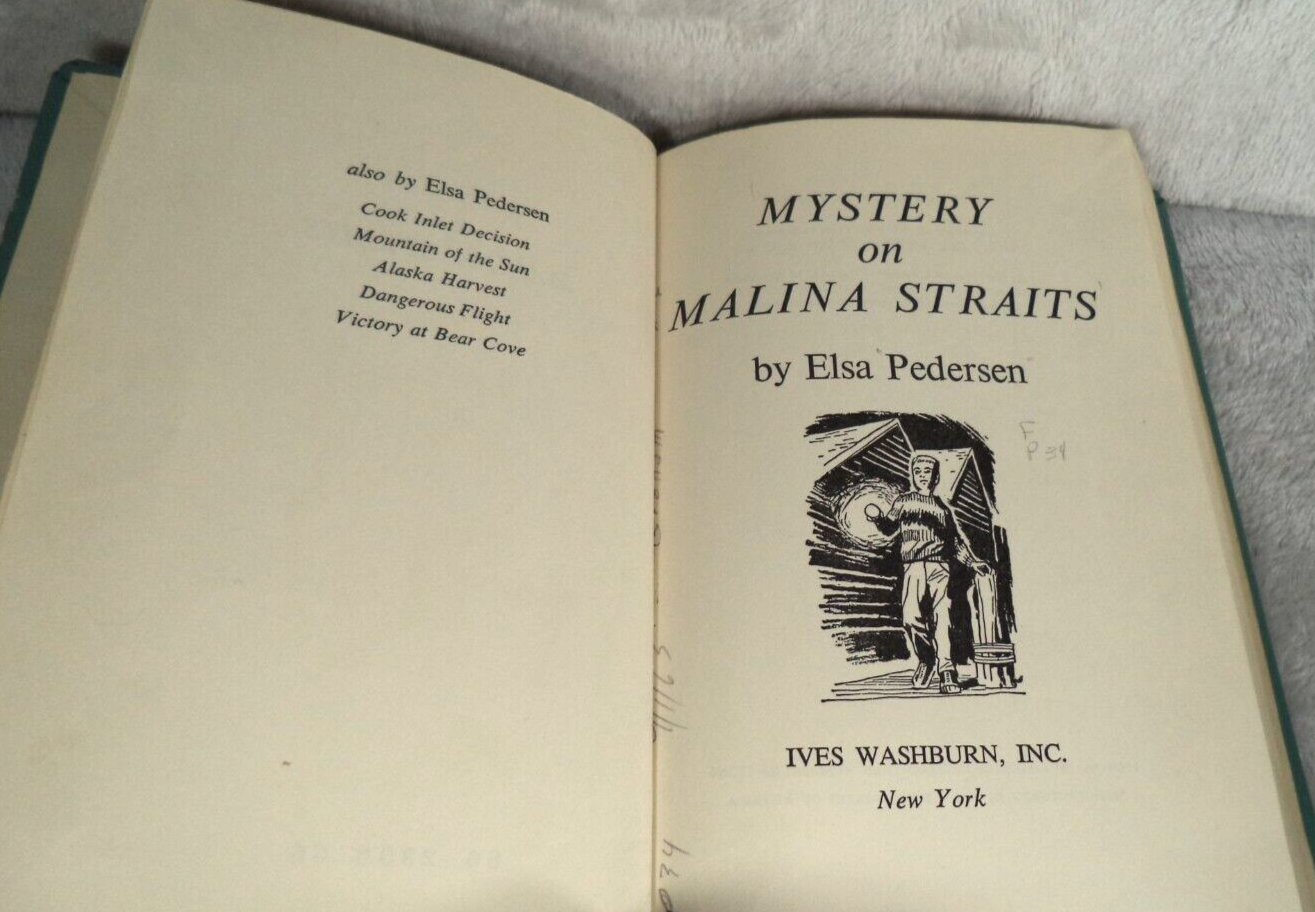 also by Elsa Pedersen
Cook Inlet Decision
Mountain of the Sun
Alaska Harvest
Dangerous Flight
Victory at Bear Cove
MYSTERY
on
MALINA STRAITS
by Elsa Pedersen
F
P34
IVES WASHBURN, INC.
New York